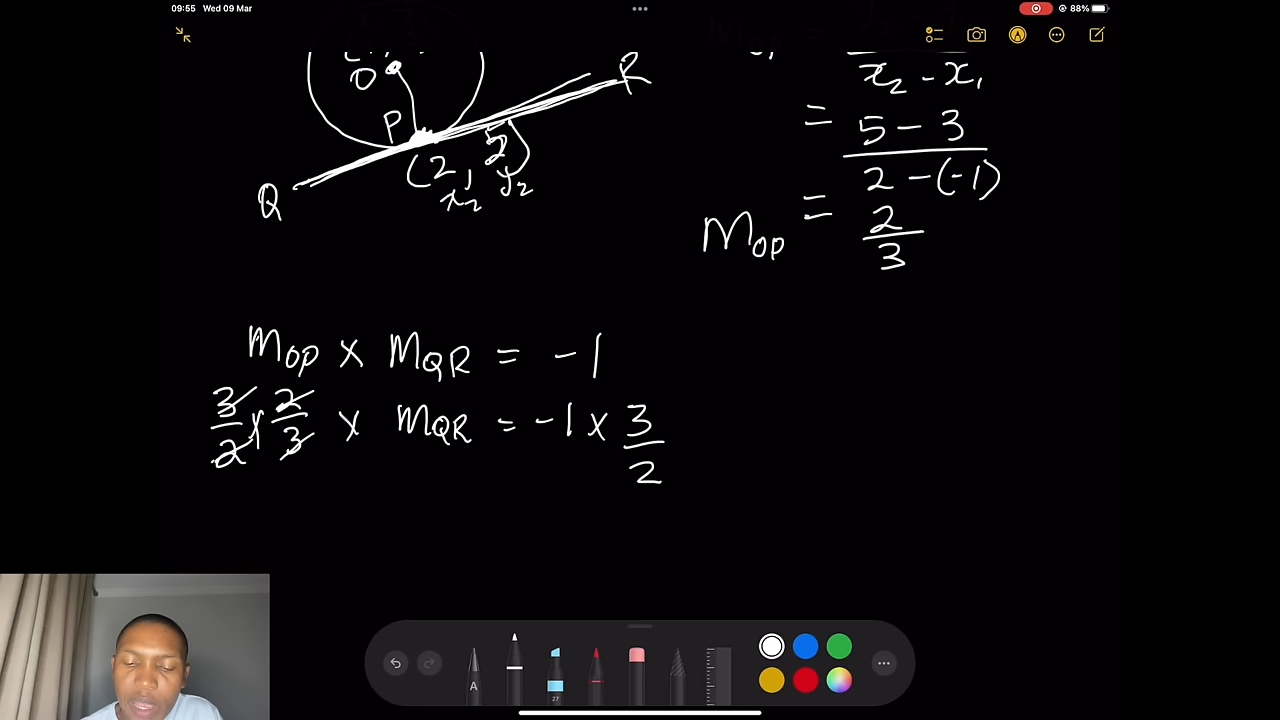 09:55 Wed 09 Mar
88%
O
P
R
Q
(2, 5)
x₂ y₂
x₂ - x₁
= 5 - 3
2 - (-1)
M_OP = 2
3
M_OP × M_QR = -1
3/2 × 2/3 × M_QR = -1 × 3/2
A
27